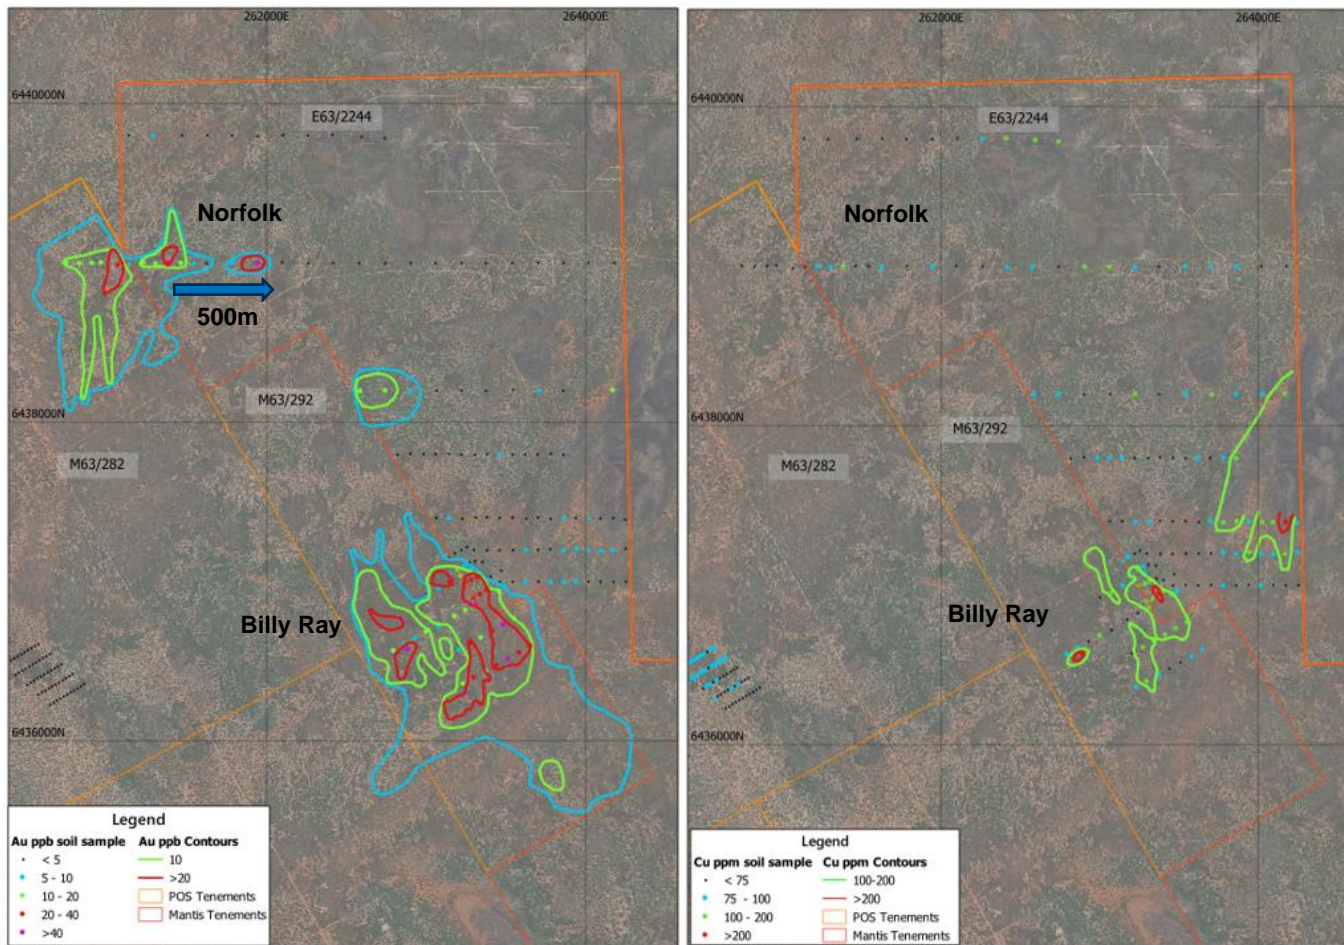 262000E
264000E
6440000N
E63/2244
Norfolk
500m
M63/292
6438000N
M63/282
Billy Ray
6436000N
Legend
Au ppb soil sample
< 5
5 - 10
10 - 20
20 - 40
>40
Au ppb Contours
10
>20
POS Tenements
Mantis Tenements
262000E
264000E
6440000N
E63/2244
Norfolk
6438000N
M63/292
M63/282
Billy Ray
6436000N
Legend
Cu ppm soil sample
< 75
75 - 100
100 - 200
>200
Cu ppm Contours
100-200
>200
POS Tenements
Mantis Tenements